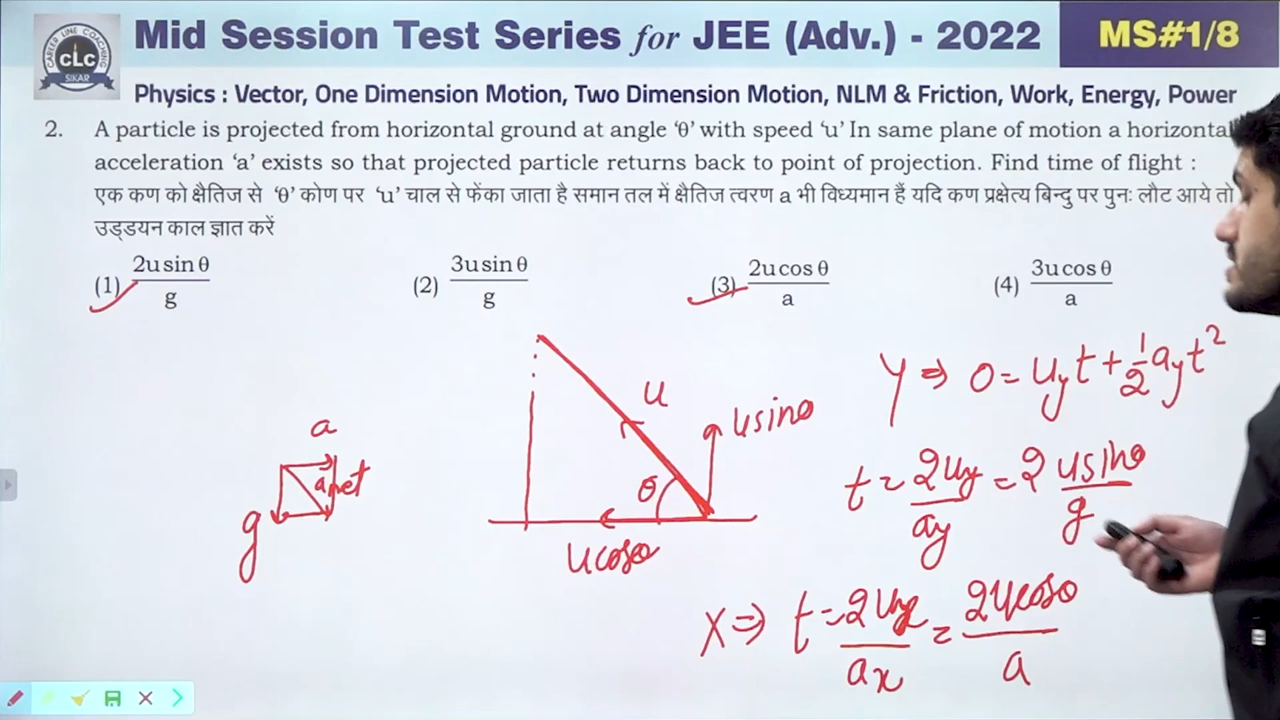 CAREER LINE COACHING
CLC
SIKAR
Mid Session Test Series for JEE (Adv.) - 2022
MS#1/8
Physics : Vector, One Dimension Motion, Two Dimension Motion, NLM & Friction, Work, Energy, Power
2. A particle is projected from horizontal ground at angle ‘θ’ with speed ‘u’ In same plane of motion a horizontal
acceleration ‘a’ exists so that projected particle returns back to point of projection. Find time of flight :
एक कण को क्षैतिज से ‘θ’ कोण पर ‘u’ चाल से फेंका जाता है समान तल में क्षैतिज त्वरण a भी विध्यमान हैं यदि कण प्रक्षेत्य बिन्दु पर पुनः लौट आये तो
उड्डयन काल ज्ञात करें
(1) 2u sin θ / g (2) 3u sin θ / g (3) 2u cos θ / a (4) 3u cos θ / a
y ⇒ 0 = uyt + 1/2 ayt²
u
usinθ
a
anet
θ
t = 2uy/ay = 2 usinθ/g
g
ucosθ
x ⇒ t = 2ux/ax = 2ucosθ/a